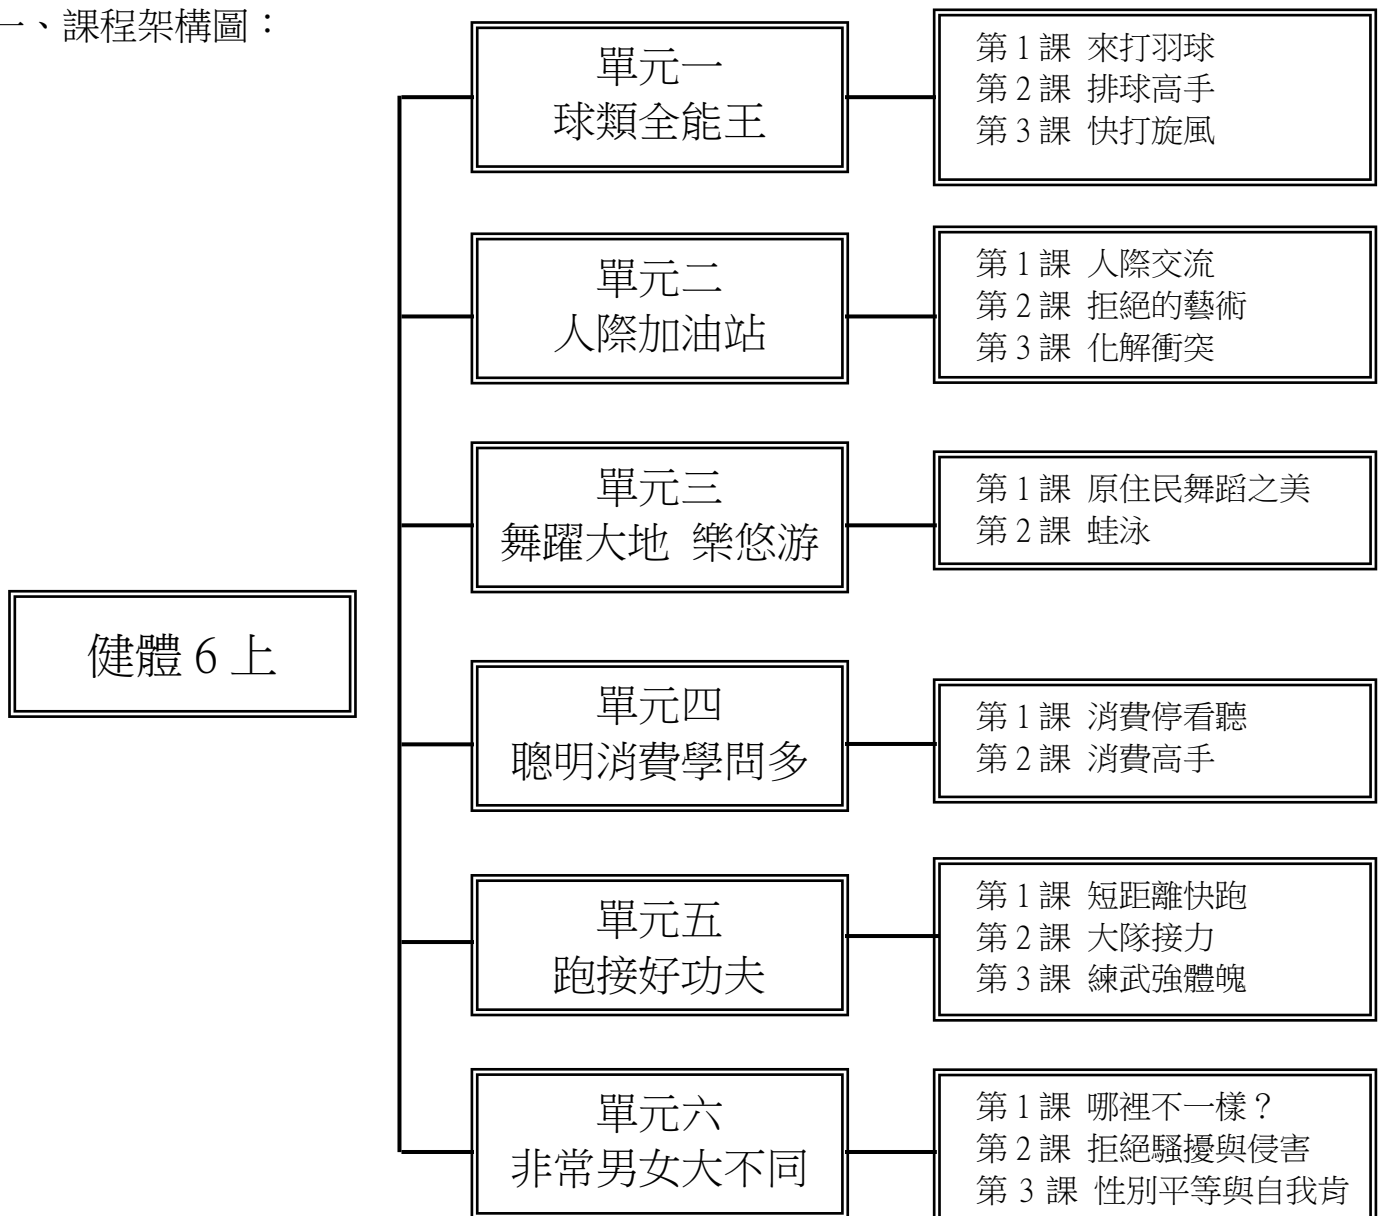 一、課程架構圖：
健體 6 上
單元一
球類全能王
第 1 課 來打羽球
第 2 課 排球高手
第 3 課 快打旋風
單元二
人際加油站
第 1 課 人際交流
第 2 課 拒絕的藝術
第 3 課 化解衝突
單元三
舞躍大地 樂悠游
第 1 課 原住民舞蹈之美
第 2 課 蛙泳
單元四
聰明消費學問多
第 1 課 消費停看聽
第 2 課 消費高手
單元五
跑接好功夫
第 1 課 短距離快跑
第 2 課 大隊接力
第 3 課 練武強體魄
單元六
非常男女大不同
第 1 課 哪裡不一樣？
第 2 課 拒絕騷擾與侵害
第 3 課 性別平等與自我肯